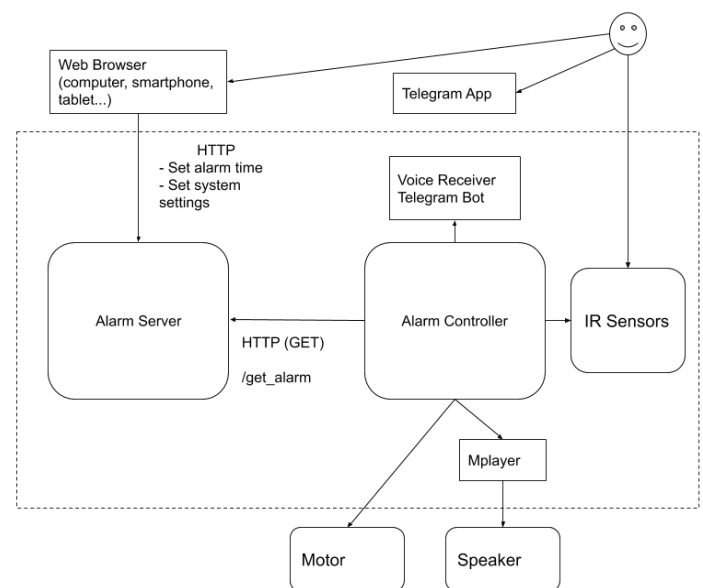 Web Browser
(computer, smartphone,
tablet...)
Telegram App
HTTP
- Set alarm time
- Set system
settings
Voice Receiver
Telegram Bot
Alarm Server
Alarm Controller
IR Sensors
HTTP (GET)
/get_alarm
Mplayer
Motor
Speaker